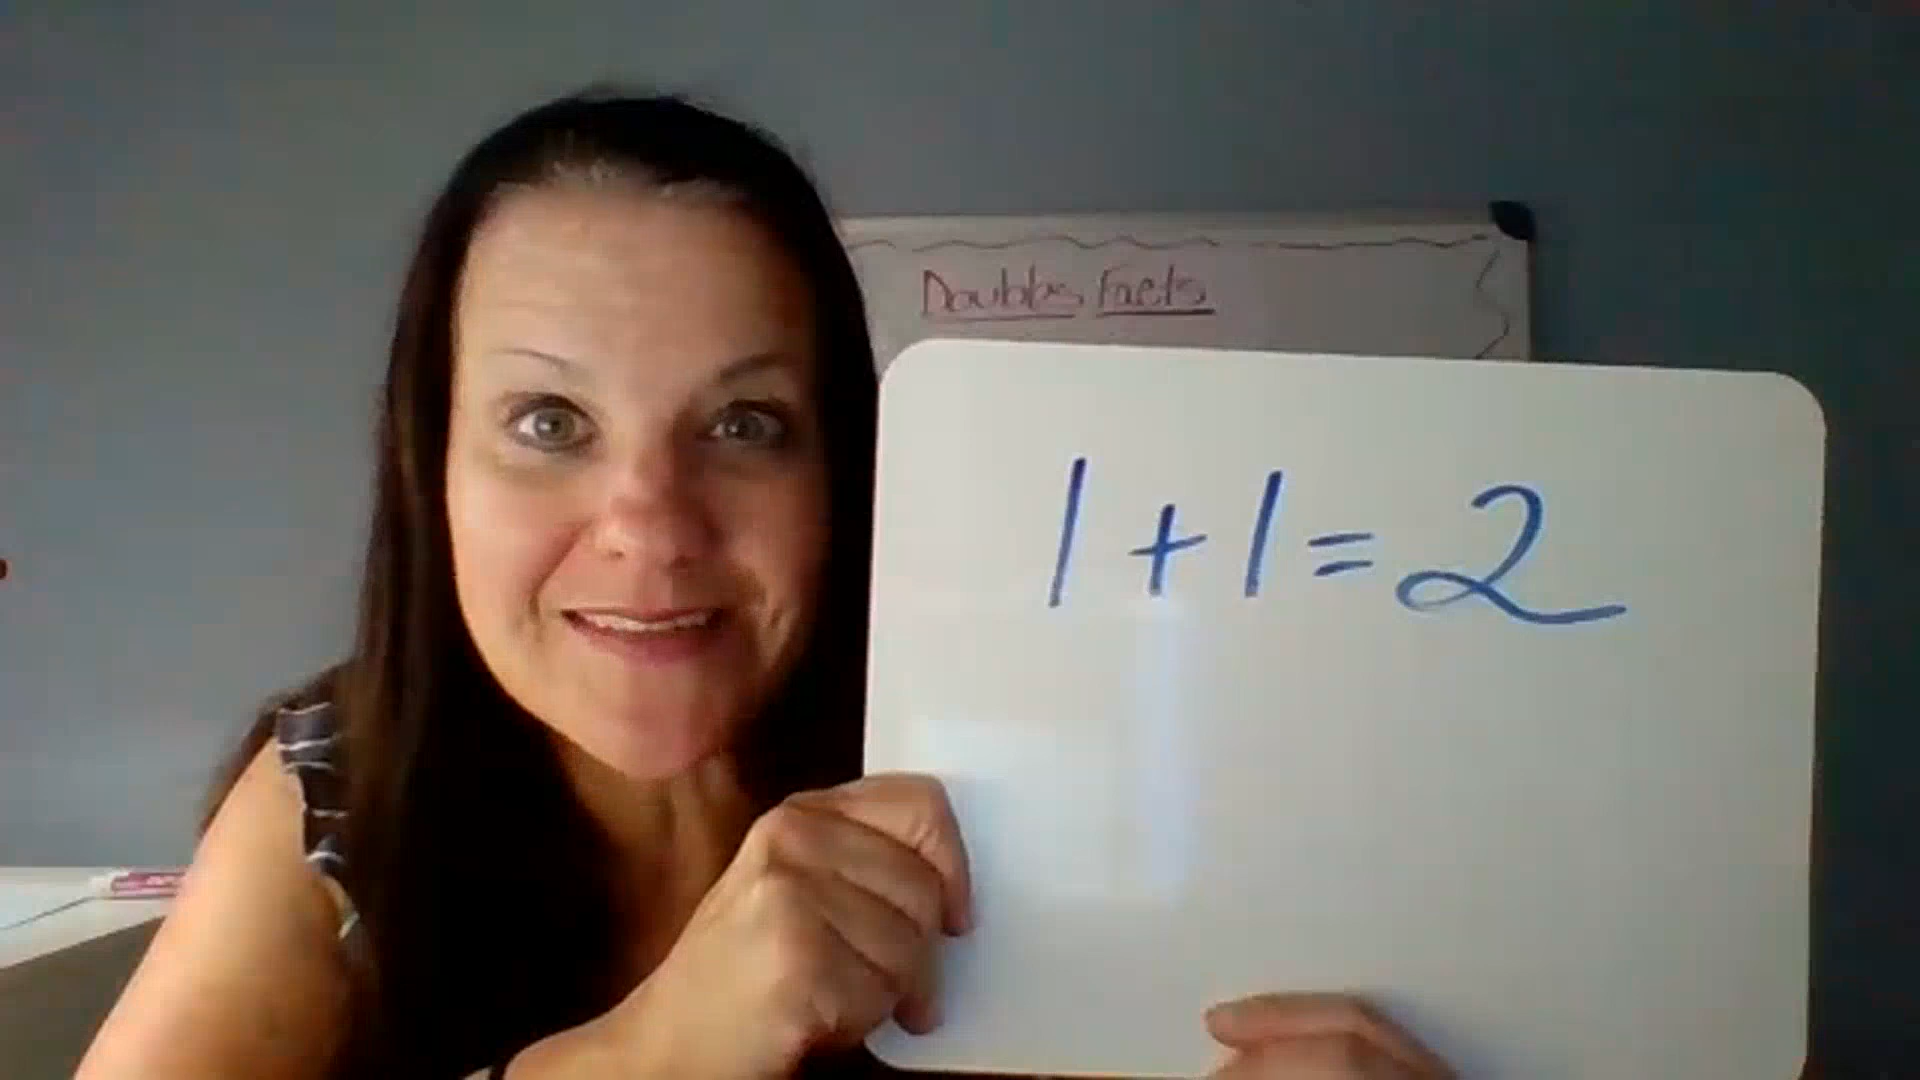 Doubles Facts
1 + 1 = 2